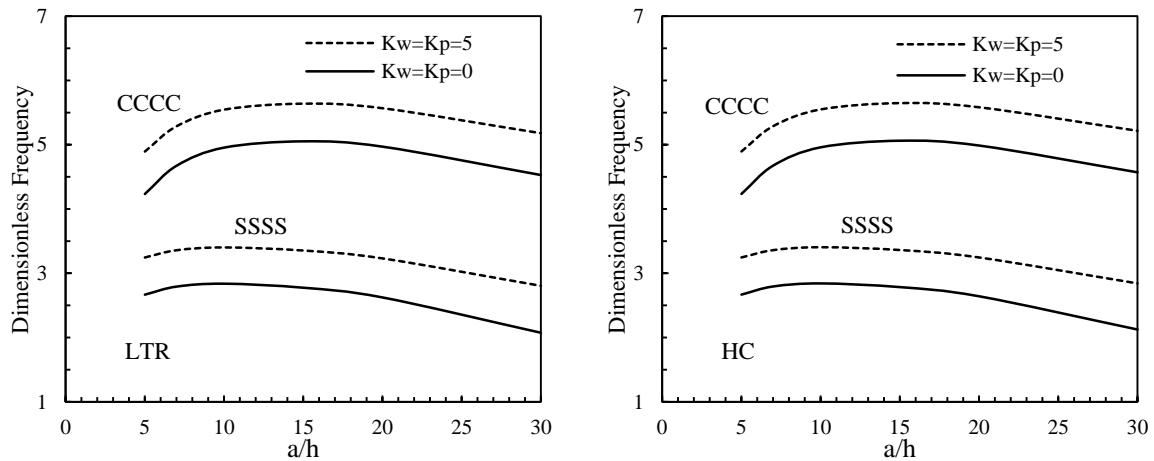 Dimensionless Frequency
7
5
3
1
Kw=Kp=5
Kw=Kp=0
CCCC
SSSS
LTR
0 5 10 15 20 25 30
a/h
Dimensionless Frequency
7
5
3
1
Kw=Kp=5
Kw=Kp=0
CCCC
SSSS
HC
0 5 10 15 20 25 30
a/h